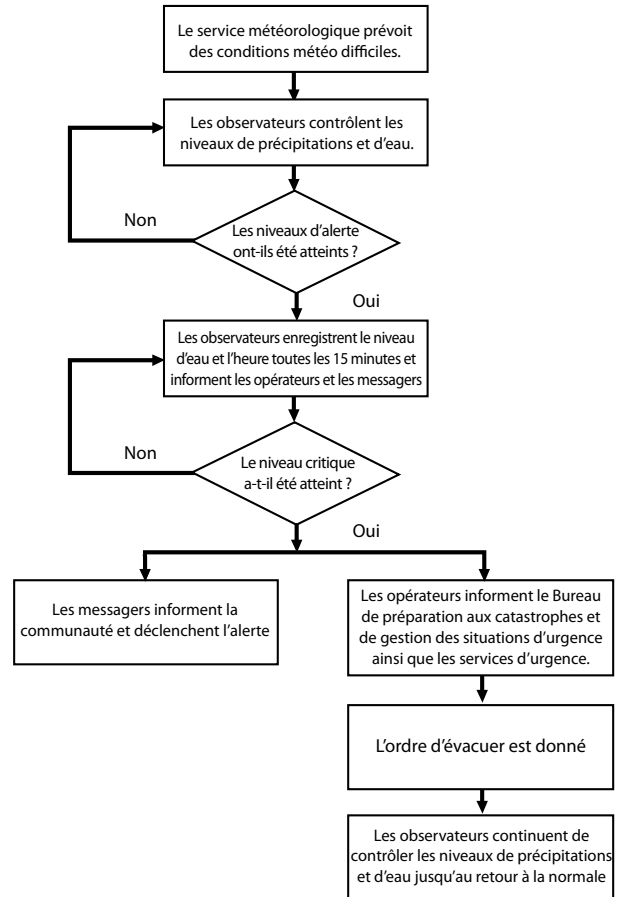 Le service météorologique prévoit
des conditions météo difficiles.
Les observateurs contrôlent les
niveaux de précipitations et d'eau.
Non
Les niveaux d'alerte
ont-ils été atteints ?
Oui
Les observateurs enregistrent le niveau
d'eau et l'heure toutes les 15 minutes et
informent les opérateurs et les messagers
Non
Le niveau critique
a-t-il été atteint ?
Oui
Les messagers informent la
communauté et déclenchent l'alerte
Les opérateurs informent le Bureau
de préparation aux catastrophes et
de gestion des situations d'urgence
ainsi que les services d'urgence.
L'ordre d'évacuer est donné
Les observateurs continuent de
contrôler les niveaux de précipitations
et d'eau jusqu'au retour à la normale